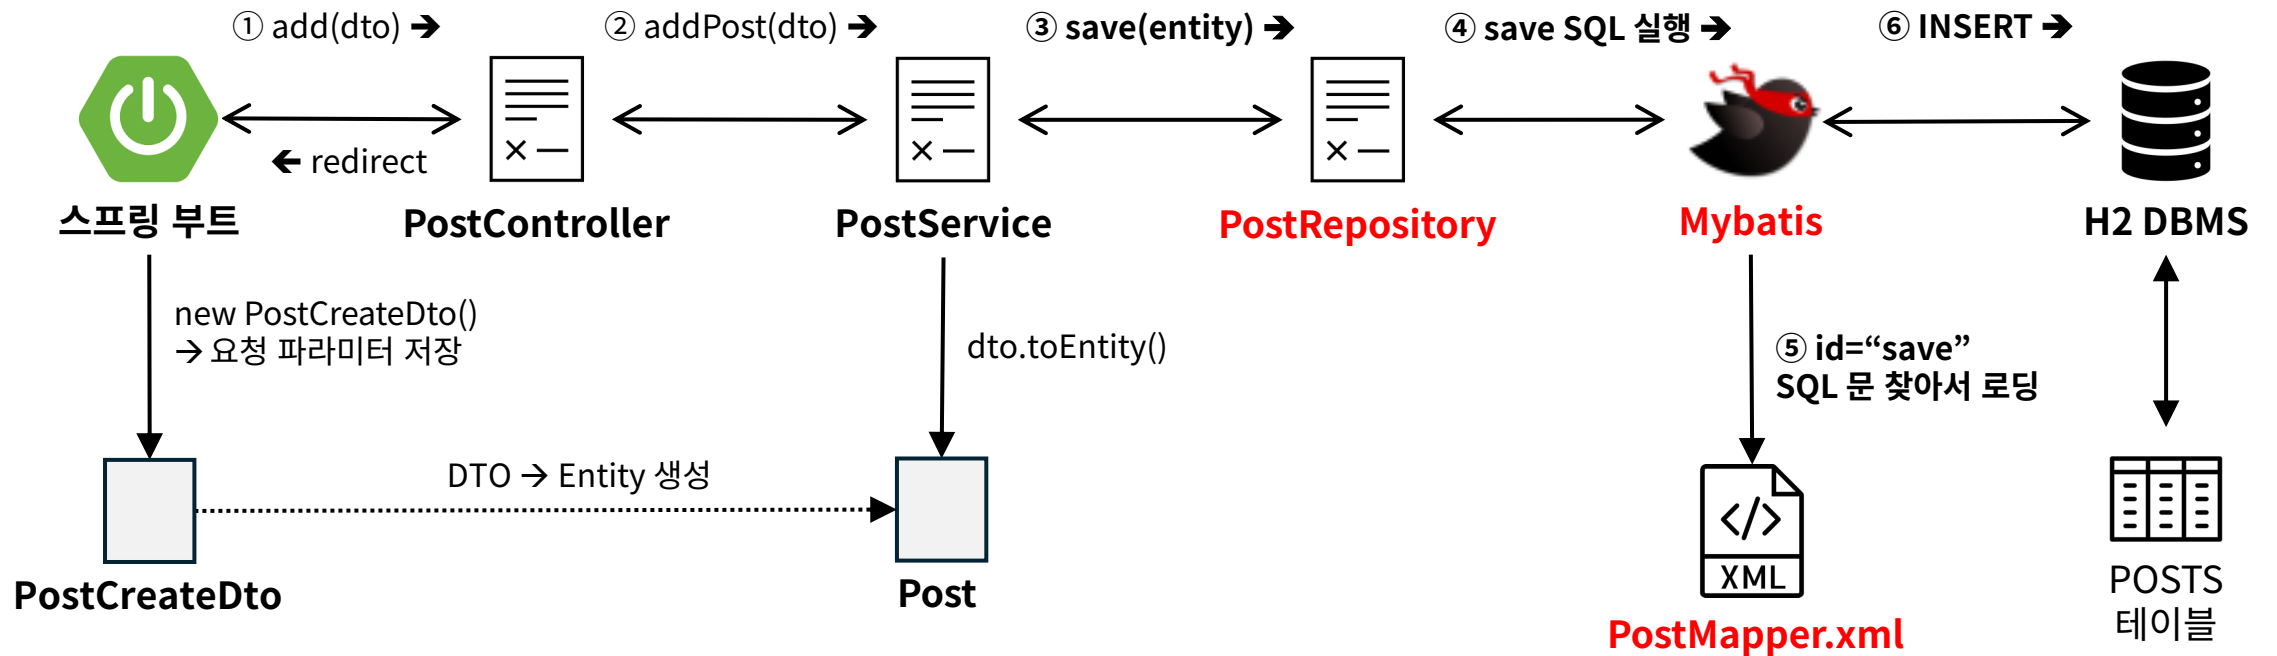 ① add(dto) ➔
② addPost(dto) ➔
③ save(entity) ➔
④ save SQL 실행 ➔
⑥ INSERT ➔
← redirect
스프링 부트
PostController
PostService
PostRepository
Mybatis
H2 DBMS
new PostCreateDto()
→ 요청 파라미터 저장
dto.toEntity()
⑤ id=“save”
SQL 문 찾아서 로딩
DTO → Entity 생성
XML
PostCreateDto
Post
PostMapper.xml
POSTS
테이블